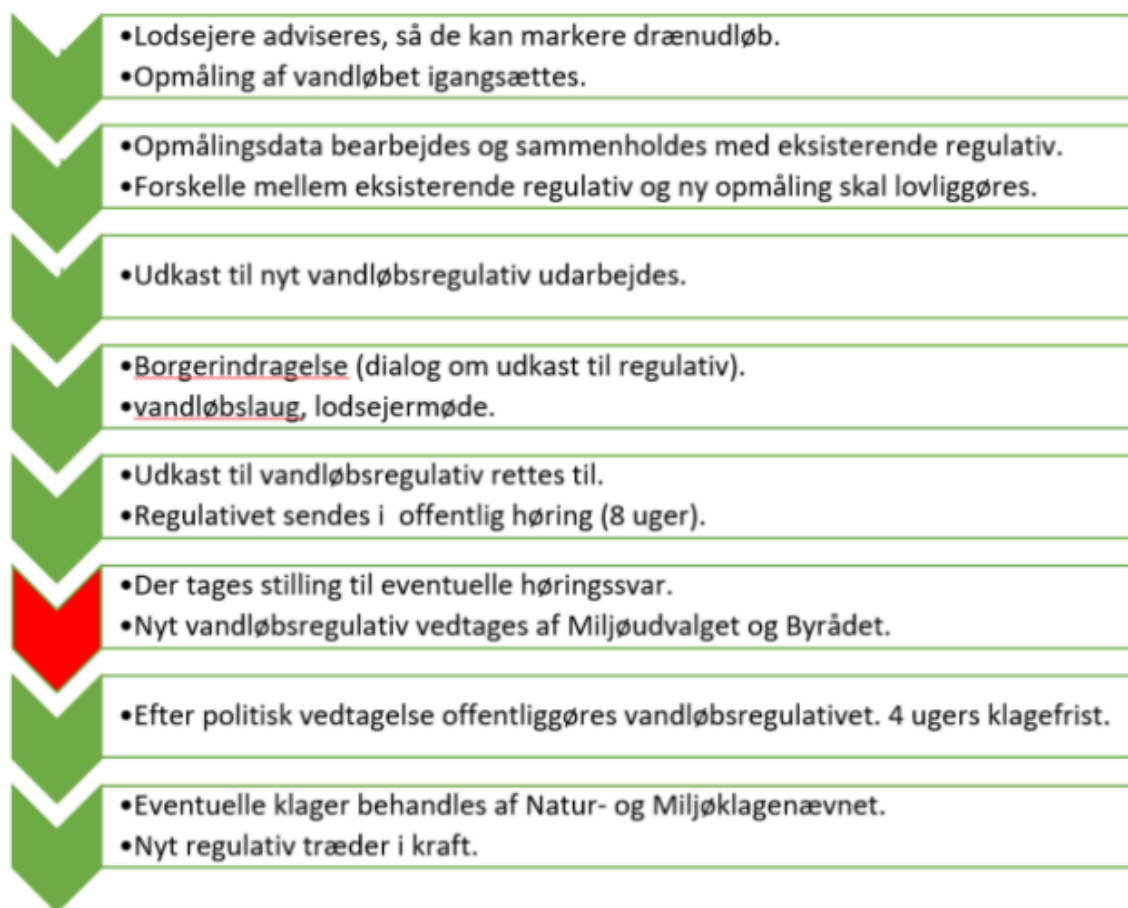 •Lodsejere adviseres, så de kan markere drænudløb.
•Opmåling af vandløbet igangsættes.
•Opmålingsdata bearbejdes og sammenholdes med eksisterende regulativ.
•Forskelle mellem eksisterende regulativ og ny opmåling skal lovliggøres.
•Udkast til nyt vandløbsregulativ udarbejdes.
•Borgerindragelse (dialog om udkast til regulativ).
•vandløbslaug, lodsejermøde.
•Udkast til vandløbsregulativ rettes til.
•Regulativet sendes i  offentlig høring (8 uger).
•Der tages stilling til eventuelle høringssvar.
•Nyt vandløbsregulativ vedtages af Miljøudvalget og Byrådet.
•Efter politisk vedtagelse offentliggøres vandløbsregulativet. 4 ugers klagefrist.
•Eventuelle klager behandles af Natur- og Miljøklagenævnet.
•Nyt regulativ træder i kraft.